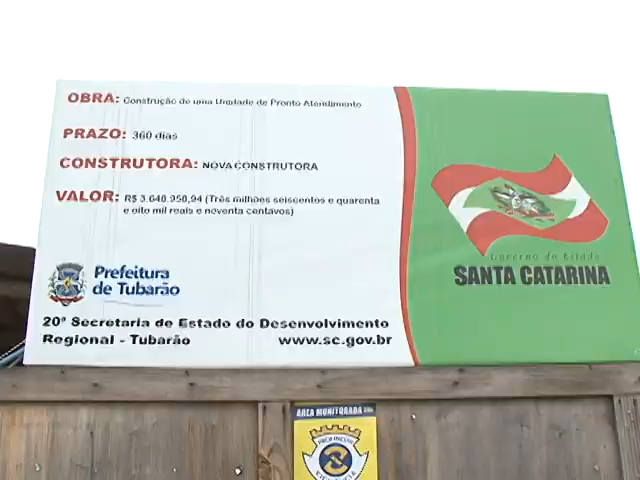 OBRA: Construção de uma Unidade de Pronto Atendimento
PRAZO: 360 dias
CONSTRUTORA: NOVA CONSTRUTORA
VALOR: R$ 3.648.950,94 (Três milhões seiscentos e quarenta
e oito mil reais e noventa centavos)
Prefeitura
de Tubarão
20ª Secretaria de Estado do Desenvolvimento
Regional - Tubarão www.sc.gov.br
Governo do Estado
SANTA CATARINA
ÁREA MONITORADA